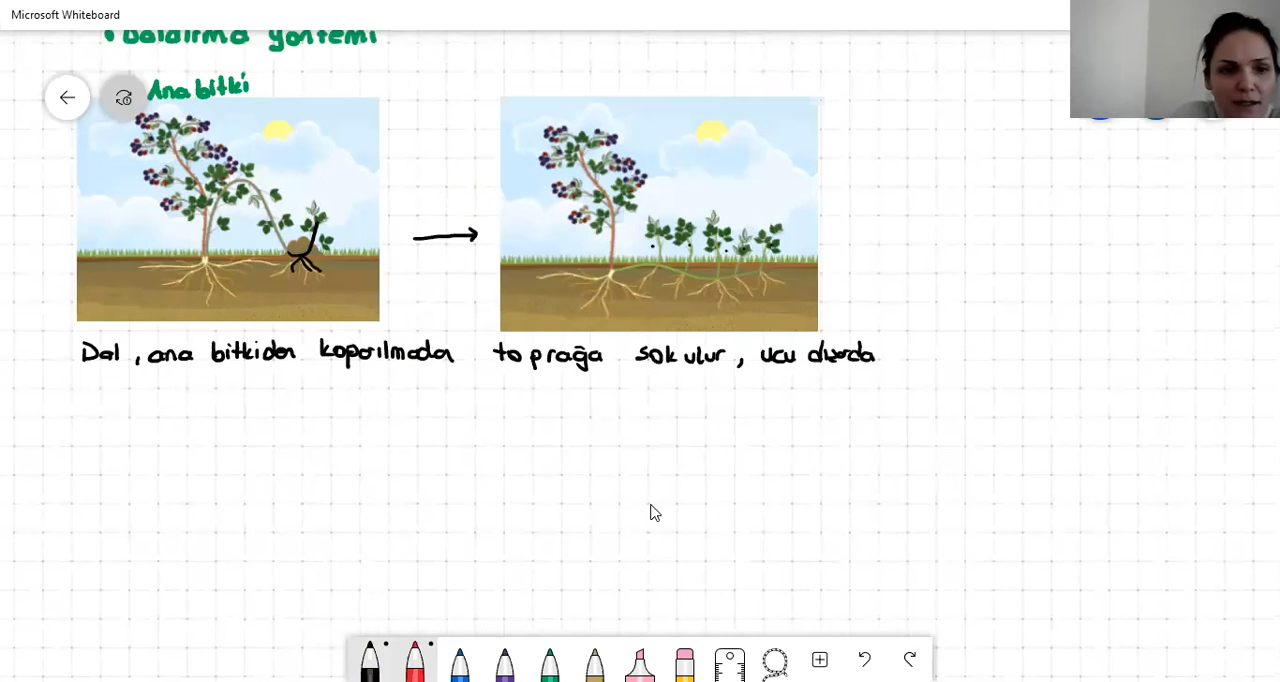 Microsoft Whiteboard
Daldırma yöntemi
Ana bitki
Dal, ana bitkiden koparılmadan toprağa sokulur, ucu dışarda